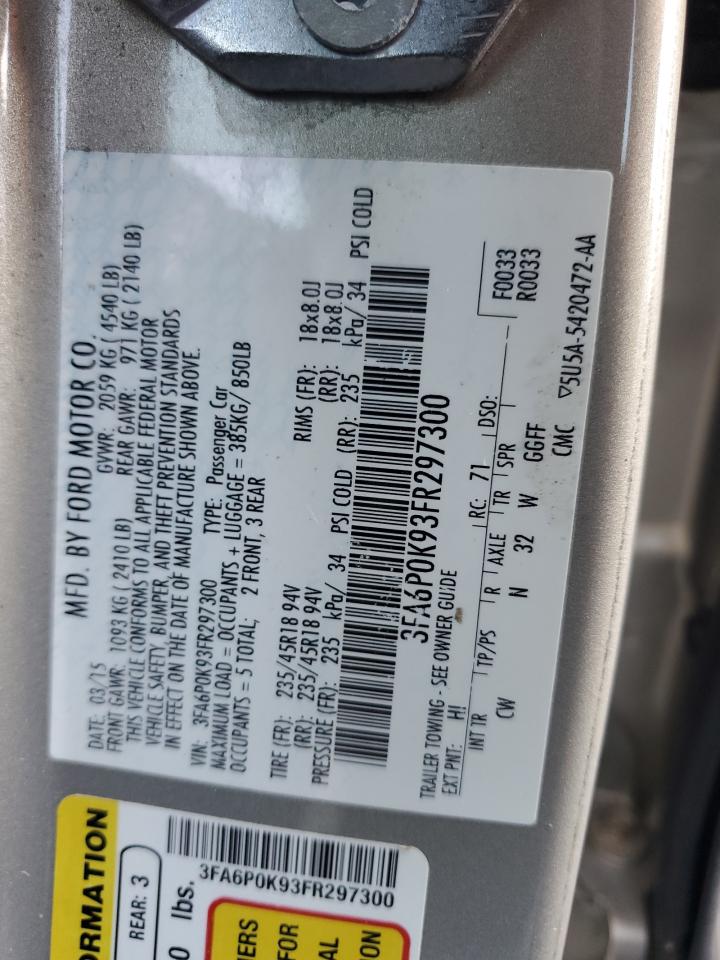 MFD. BY FORD MOTOR CO.
DATE: 03/15 GVWR: 2059 KG ( 4540 LB)
FRONT GAWR: 1093 KG ( 2410 LB) REAR GAWR: 971 KG ( 2140 LB)
THIS VEHICLE CONFORMS TO ALL APPLICABLE FEDERAL MOTOR
VEHICLE SAFETY, BUMPER, AND THEFT PREVENTION STANDARDS
IN EFFECT ON THE DATE OF MANUFACTURE SHOWN ABOVE.
VIN: 3FA6P0K93FR297300 TYPE: Passenger Car
MAXIMUM LOAD = OCCUPANTS + LUGGAGE = 385KG/ 850LB
OCCUPANTS = 5 TOTAL; 2 FRONT, 3 REAR
TIRE (FR): 235/45R18 94V RIMS (FR): 18x8.0J
(RR): 235/45R18 94V (RR): 18x8.0J
PRESSURE (FR): 235 kPa/ 34 PSI COLD (RR): 235 kPa/ 34 PSI COLD
3FA6P0K93FR297300
TRAILER TOWING - SEE OWNER GUIDE
EXT PNT: H! RC: 71 DSO: F0033
R0033
INT TR TP/PS R AXLE TR SPR
CW N 32 W GGFF
CMC ▽5U5A-5420472-AA
ORMATION
REAR: 3
0 lbs.
3FA6P0K93FR297300
ERS
FOR
AL
ION